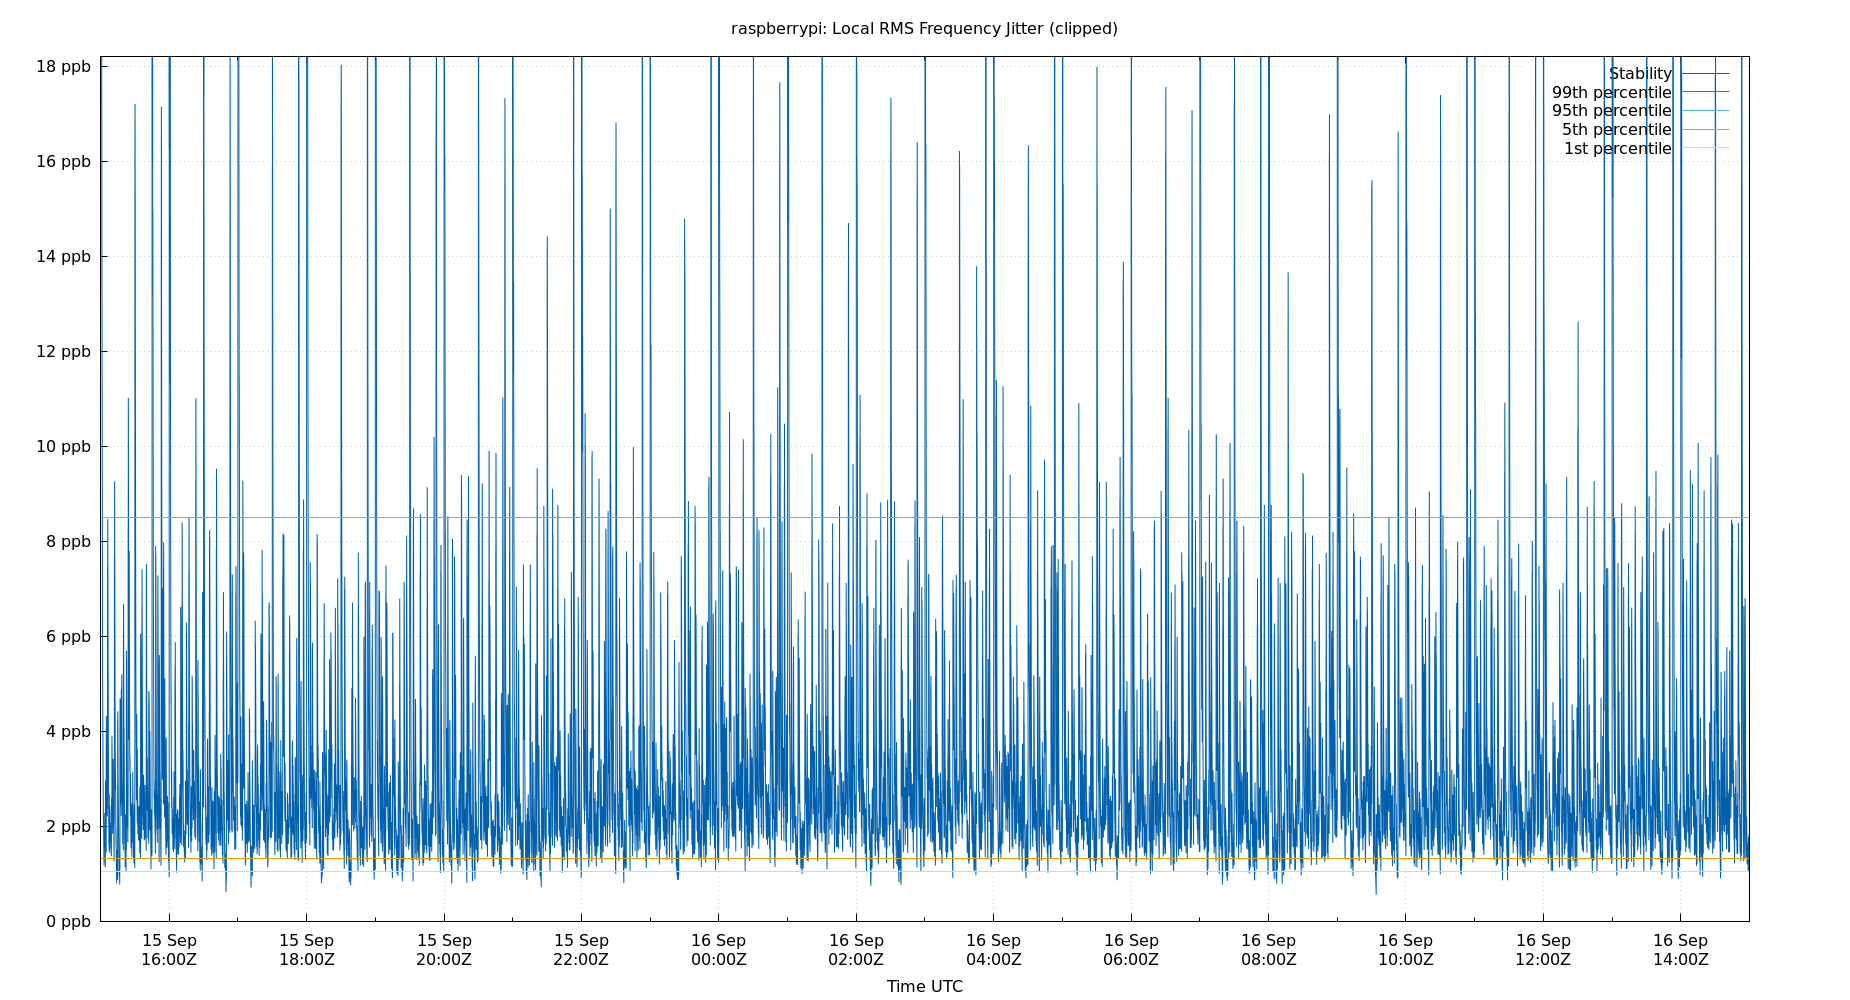 raspberrypi: Local RMS Frequency Jitter (clipped)
18 ppb
16 ppb
14 ppb
12 ppb
10 ppb
8 ppb
6 ppb
4 ppb
2 ppb
0 ppb
Stability
99th percentile
95th percentile
5th percentile
1st percentile
15 Sep
16:00Z
15 Sep
18:00Z
15 Sep
20:00Z
15 Sep
22:00Z
16 Sep
00:00Z
16 Sep
02:00Z
16 Sep
04:00Z
16 Sep
06:00Z
16 Sep
08:00Z
16 Sep
10:00Z
16 Sep
12:00Z
16 Sep
14:00Z
Time UTC